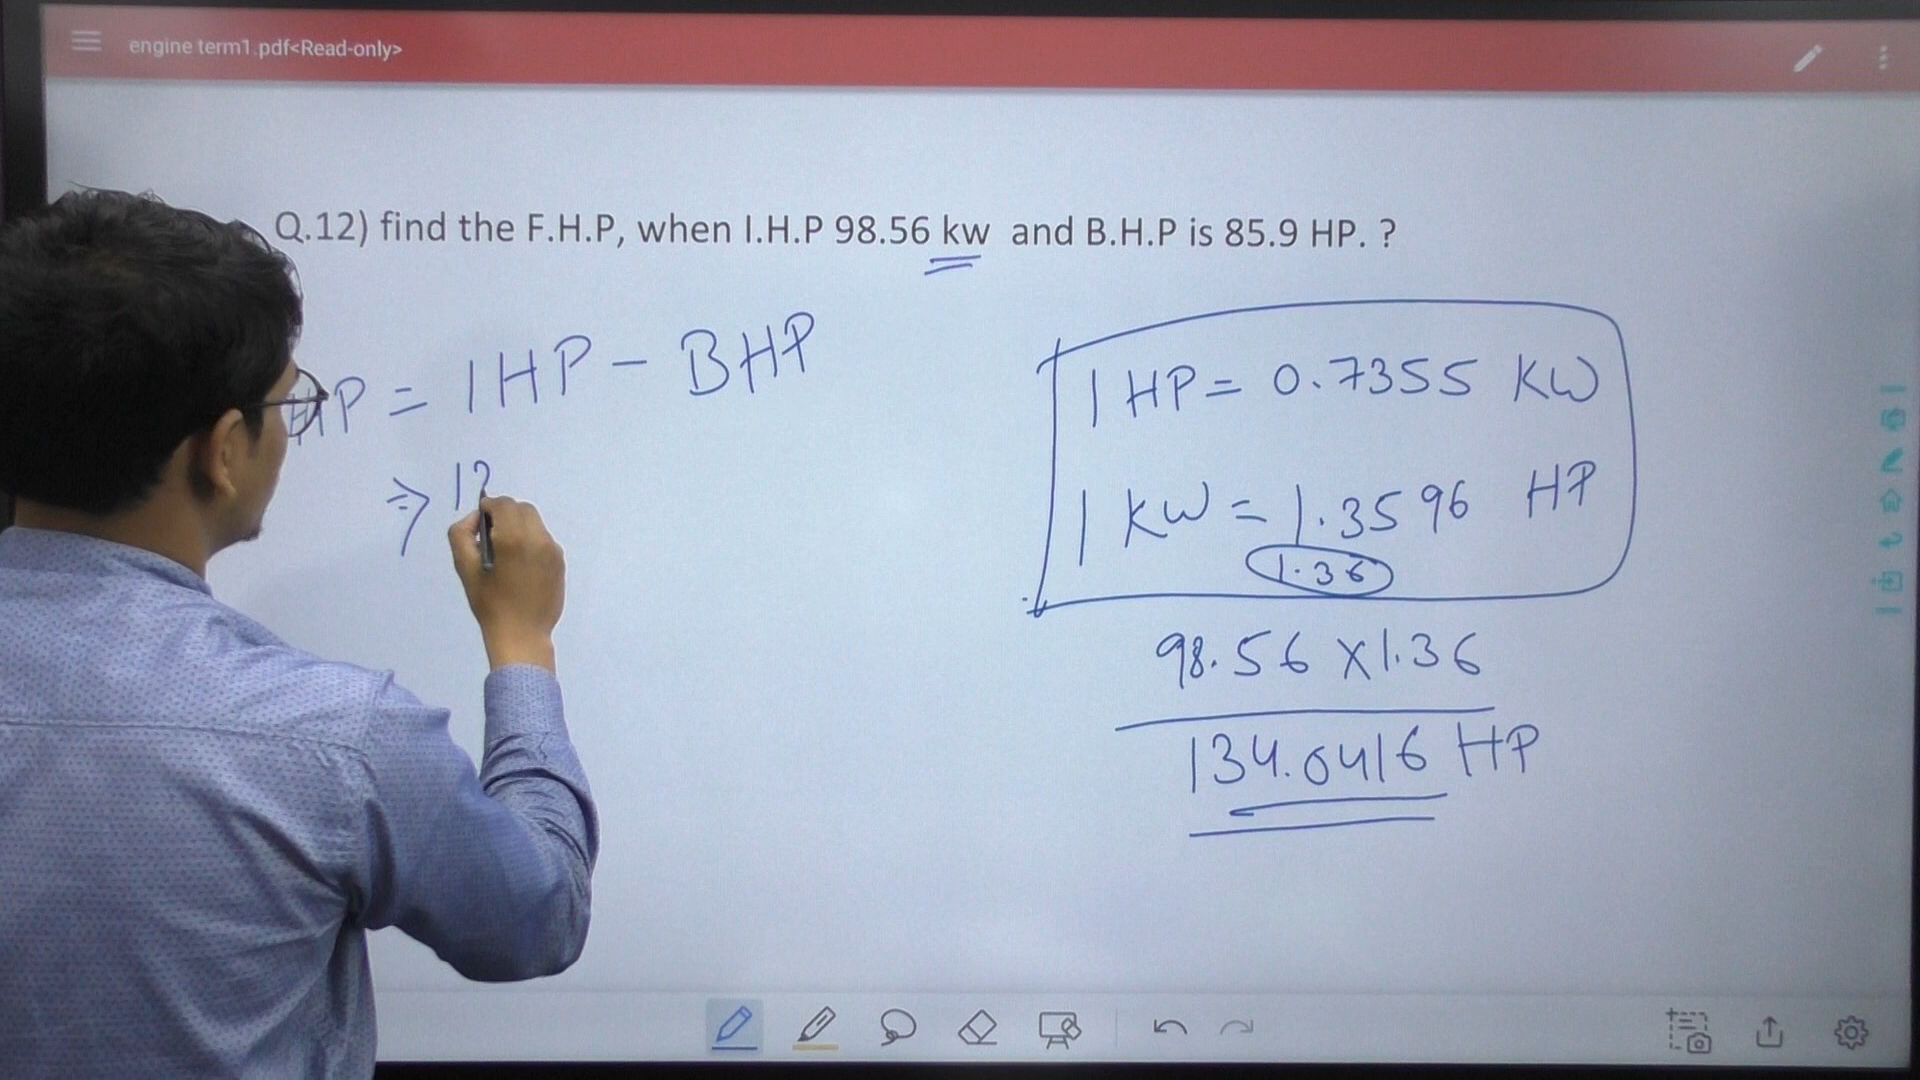 engine term1.pdf<Read-only>
Q.12) find the F.H.P, when I.H.P 98.56 kw and B.H.P is 85.9 HP. ?
HP = IHP - BHP
⇒ 13
1 HP = 0.7355 KW
1 KW = 1.3596 HP
1.36
98.56 x 1.36
134.0416 HP